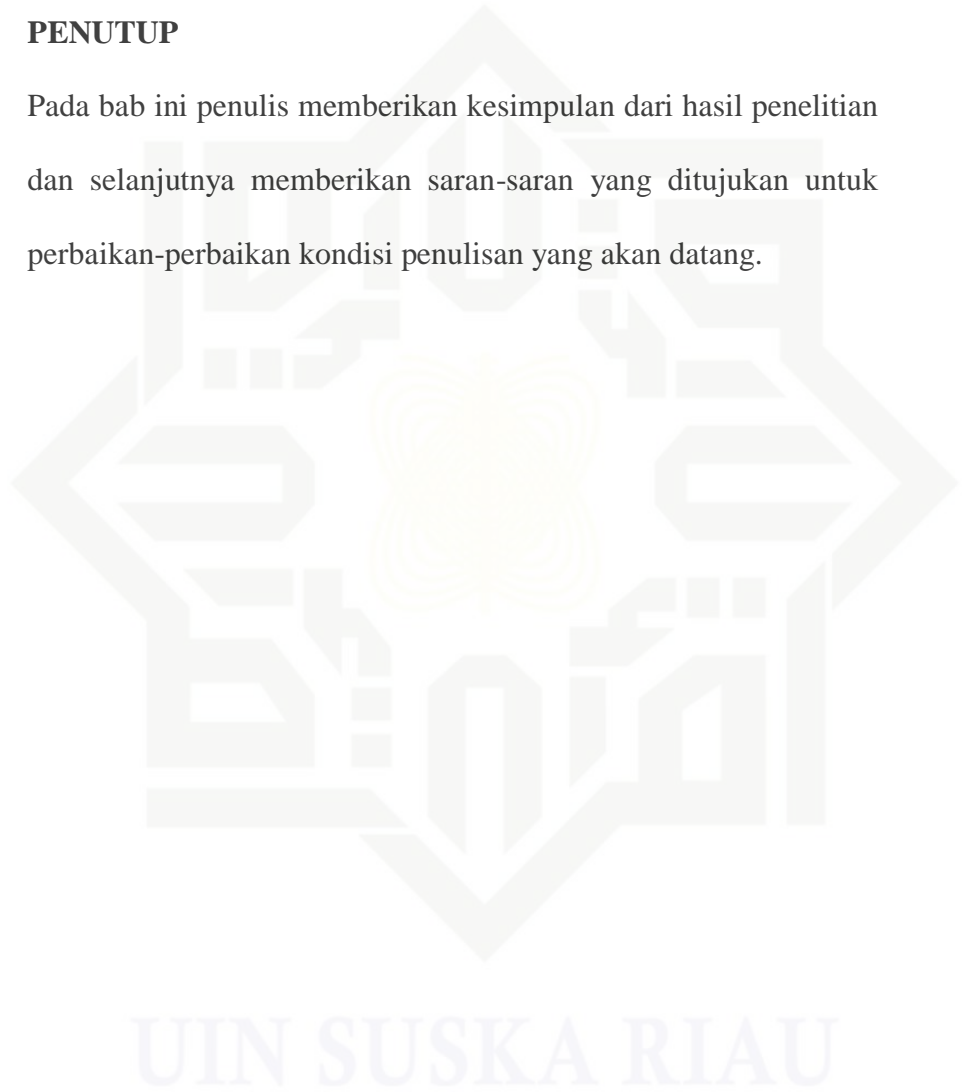 PENUTUP
Pada bab ini penulis memberikan kesimpulan dari hasil penelitian
dan selanjutnya memberikan saran-saran yang ditujukan untuk
perbaikan-perbaikan kondisi penulisan yang akan datang.
UIN SUSKA RIAU